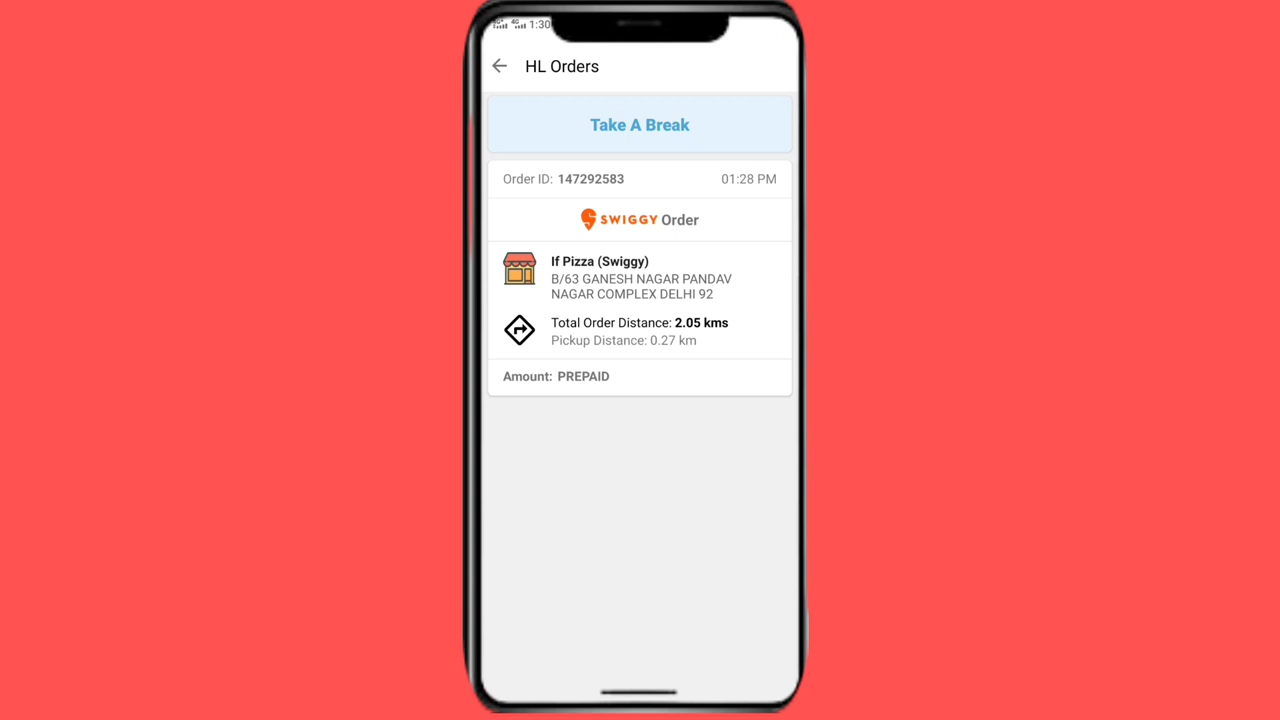 4G 1:30
HL Orders
Take A Break
Order ID: 147292583 01:28 PM
SWIGGY Order
If Pizza (Swiggy)
B/63 GANESH NAGAR PANDAV
NAGAR COMPLEX DELHI 92
Total Order Distance: 2.05 kms
Pickup Distance: 0.27 km
Amount: PREPAID